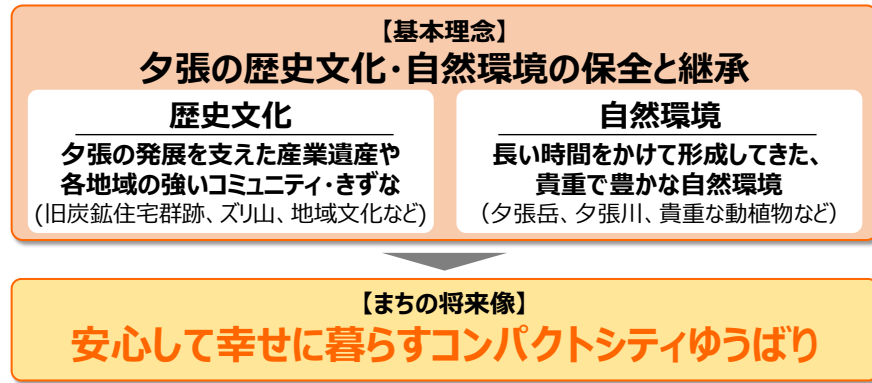 【基本理念】
夕張の歴史文化・自然環境の保全と継承
歴史文化
夕張の発展を支えた産業遺産や
各地域の強いコミュニティ・きずな
(旧炭鉱住宅群跡、ズリ山、地域文化など)
自然環境
長い時間をかけて形成してきた、
貴重で豊かな自然環境
（夕張岳、夕張川、貴重な動植物など）
【まちの将来像】
安心して幸せに暮らすコンパクトシティゆうばり